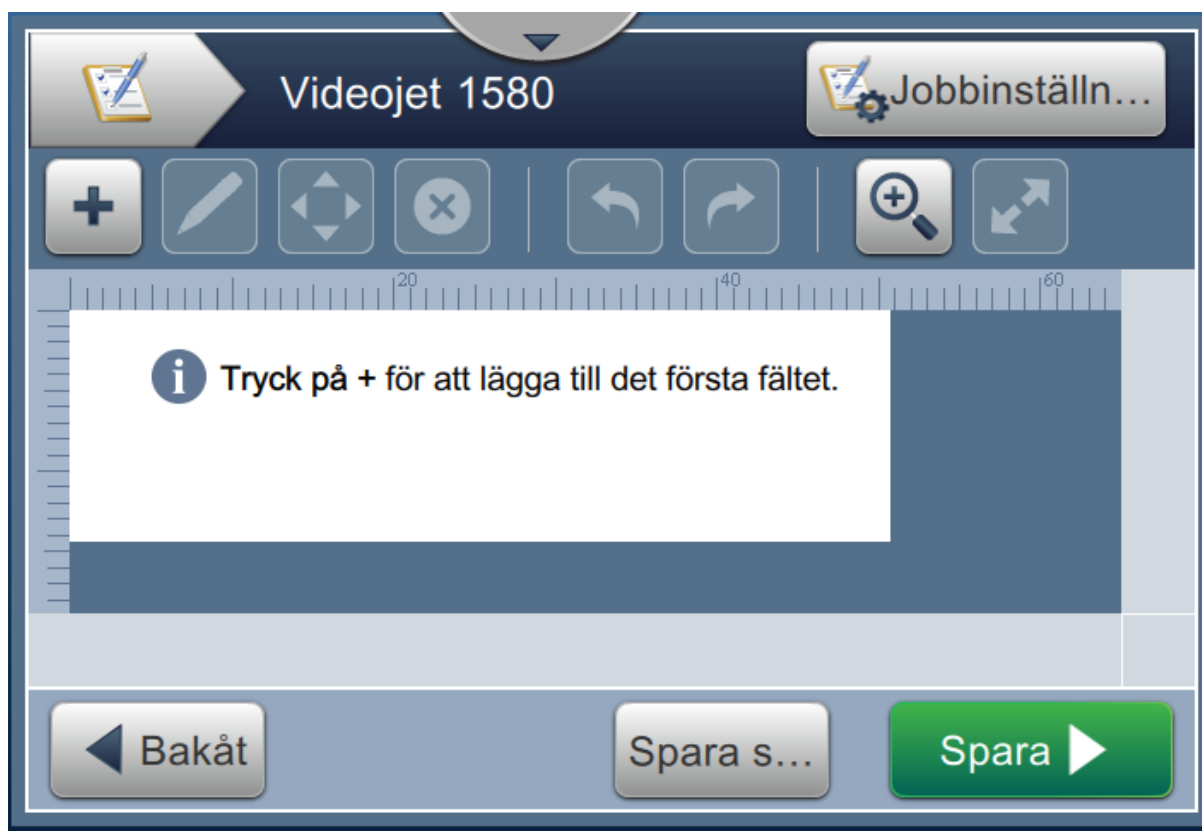 Videojet 1580
Jobbinställn...
20 40 60
Tryck på + för att lägga till det första fältet.
Bakåt
Spara s...
Spara